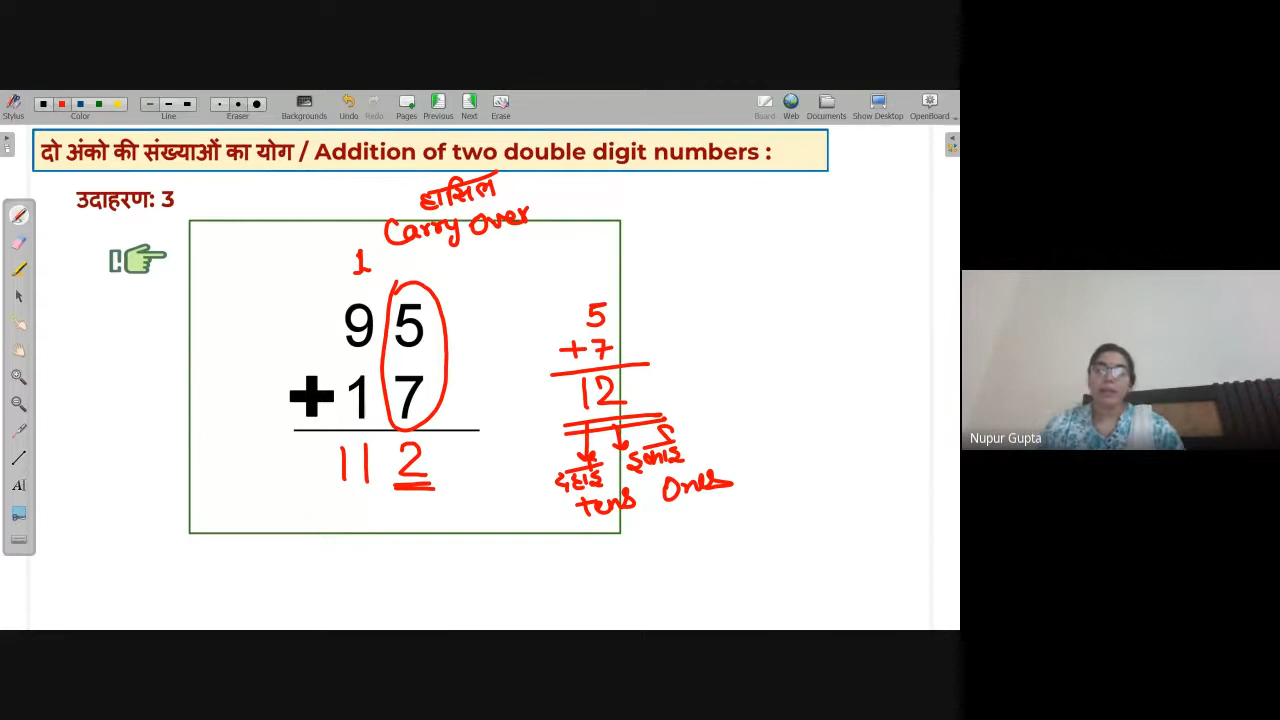 Stylus
Color
Line
Eraser
Backgrounds
Undo
Redo
Pages
Previous
Next
Erase
Board
Web
Documents
Show Desktop
OpenBoard
दो अंको की संख्याओं का योग / Addition of two double digit numbers :
उदाहरण: 3
हासिल
Carry Over
1
9 5
+ 1 7
11 2
5
+ 7
12
दहाई
इकाई
tens
Ones
Nupur Gupta